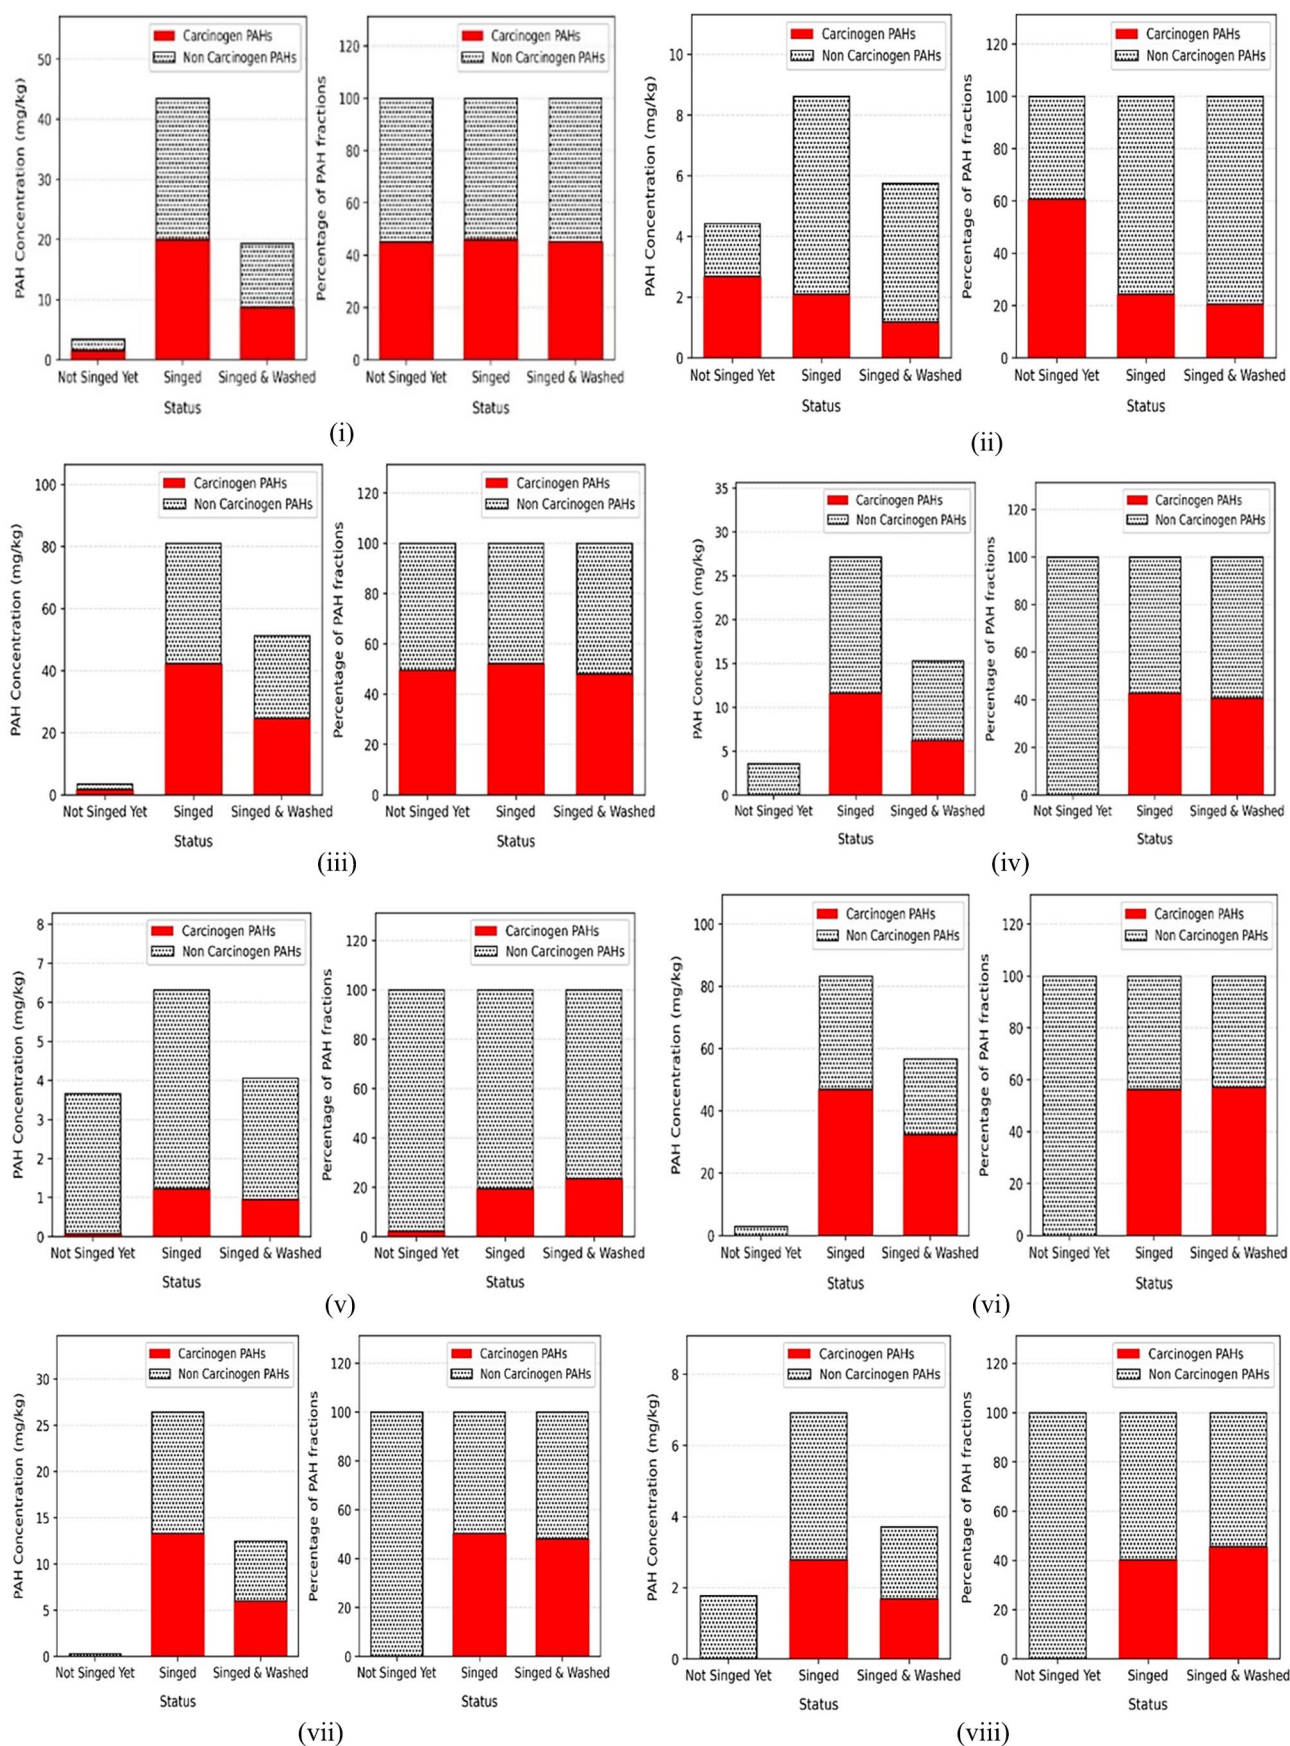 PAH Concentration (mg/kg)
50
40
30
20
10
0
Carcinogen PAHs
Non Carcinogen PAHs
Not Singed Yet Singed Singed & Washed
Status
Percentage of PAH fractions
120
100
80
60
40
20
0
Carcinogen PAHs
Non Carcinogen PAHs
Not Singed Yet Singed Singed & Washed
Status
(i)
PAH Concentration (mg/kg)
10
8
6
4
2
0
Carcinogen PAHs
Non Carcinogen PAHs
Not Singed Yet Singed Singed & Washed
Status
Percentage of PAH fractions
120
100
80
60
40
20
0
Carcinogen PAHs
Non Carcinogen PAHs
Not Singed Yet Singed Singed & Washed
Status
(ii)
PAH Concentration (mg/kg)
100
80
60
40
20
0
Carcinogen PAHs
Non Carcinogen PAHs
Not Singed Yet Singed Singed & Washed
Status
Percentage of PAH fractions
120
100
80
60
40
20
0
Carcinogen PAHs
Non Carcinogen PAHs
Not Singed Yet Singed Singed & Washed
Status
(iii)
PAH Concentration (mg/kg)
35
30
25
20
15
10
5
0
Carcinogen PAHs
Non Carcinogen PAHs
Not Singed Yet Singed Singed & Washed
Status
Percentage of PAH fractions
120
100
80
60
40
20
0
Carcinogen PAHs
Non Carcinogen PAHs
Not Singed Yet Singed Singed & Washed
Status
(iv)
PAH Concentration (mg/kg)
8
7
6
5
4
3
2
1
0
Carcinogen PAHs
Non Carcinogen PAHs
Not Singed Yet Singed Singed & Washed
Status
Percentage of PAH fractions
120
100
80
60
40
20
0
Carcinogen PAHs
Non Carcinogen PAHs
Not Singed Yet Singed Singed & Washed
Status
(v)
PAH Concentration (mg/kg)
100
80
60
40
20
0
Carcinogen PAHs
Non Carcinogen PAHs
Not Singed Yet Singed Singed & Washed
Status
Percentage of PAH fractions
120
100
80
60
40
20
0
Carcinogen PAHs
Non Carcinogen PAHs
Not Singed Yet Singed Singed & Washed
Status
(vi)
PAH Concentration (mg/kg)
30
25
20
15
10
5
0
Carcinogen PAHs
Non Carcinogen PAHs
Not Singed Yet Singed Singed & Washed
Status
Percentage of PAH fractions
120
100
80
60
40
20
0
Carcinogen PAHs
Non Carcinogen PAHs
Not Singed Yet Singed Singed & Washed
Status
(vii)
PAH Concentration (mg/kg)
8
6
4
2
0
Carcinogen PAHs
Non Carcinogen PAHs
Not Singed Yet Singed Singed & Washed
Status
Percentage of PAH fractions
120
100
80
60
40
20
0
Carcinogen PAHs
Non Carcinogen PAHs
Not Singed Yet Singed Singed & Washed
Status
(viii)